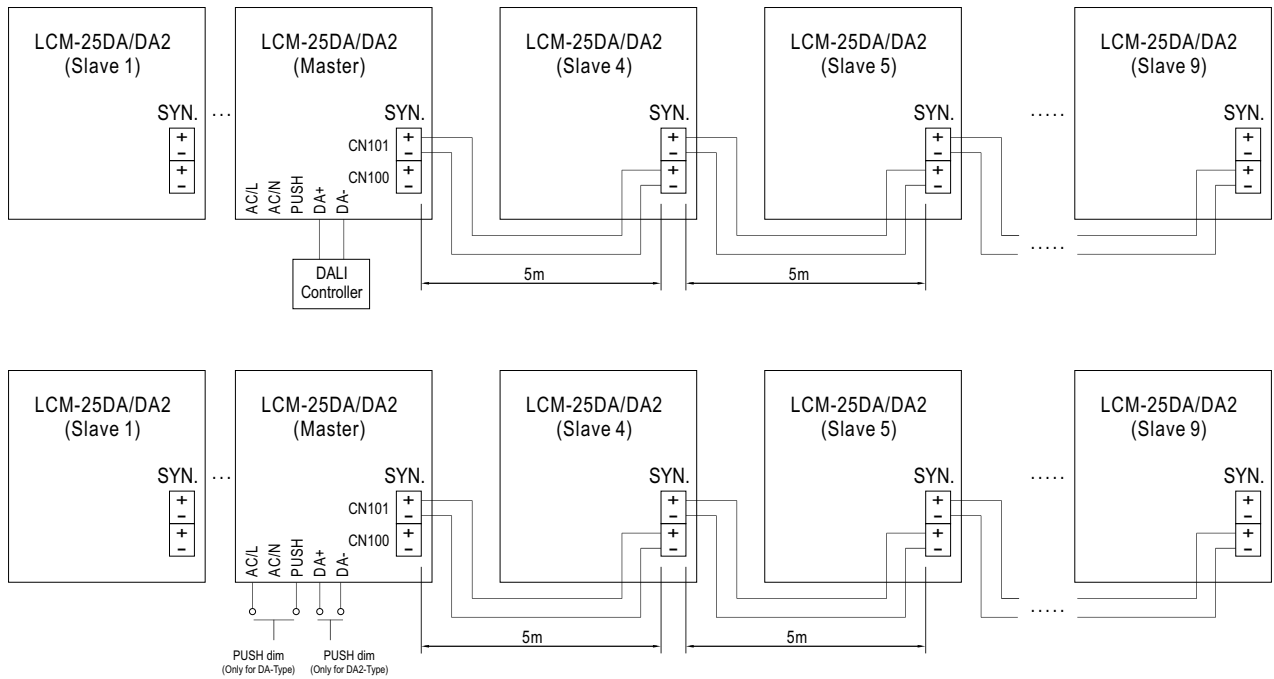 LCM-25DA/DA2
(Slave 1)
SYN.
+
-
+
-
....
LCM-25DA/DA2
(Master)
SYN.
CN101
+
-
CN100
+
-
AC/L
AC/N
PUSH
DA+
DA-
DALI
Controller
LCM-25DA/DA2
(Slave 4)
SYN.
+
-
+
-
5m
LCM-25DA/DA2
(Slave 5)
SYN.
+
-
+
-
5m
.....
.....
LCM-25DA/DA2
(Slave 9)
SYN.
+
-
+
-
LCM-25DA/DA2
(Slave 1)
SYN.
+
-
+
-
...
LCM-25DA/DA2
(Master)
SYN.
CN101
+
-
CN100
+
-
AC/L
AC/N
PUSH
DA+
DA-
PUSH dim
(Only for DA-Type)
PUSH dim
(Only for DA2-Type)
LCM-25DA/DA2
(Slave 4)
SYN.
+
-
+
-
5m
LCM-25DA/DA2
(Slave 5)
SYN.
+
-
+
-
5m
.....
.....
LCM-25DA/DA2
(Slave 9)
SYN.
+
-
+
-